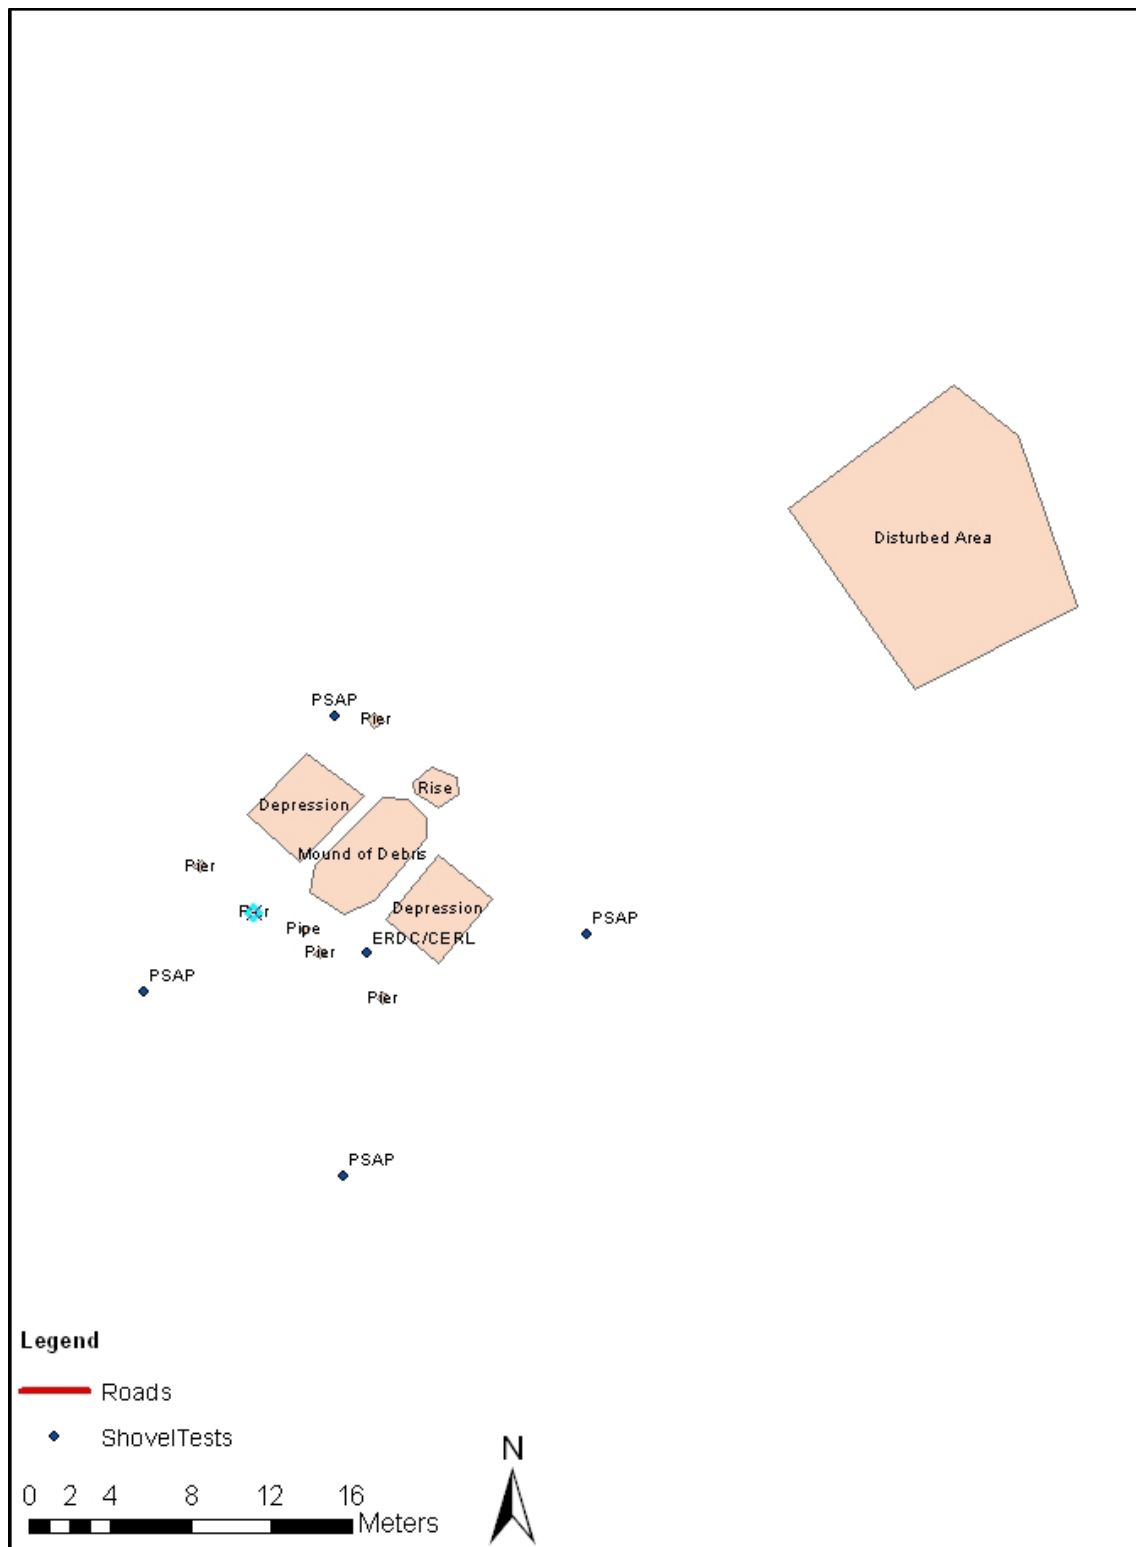 Disturbed Area
PSAP
Pier
Rise
Depression
Mound of Debris
Pier
Depression
Pier
PSAP
Pipe
ERDC/CERL
Pier
PSAP
Pier
PSAP
Legend
Roads
ShovelTests
N
0 2 4 8 12 16
Meters